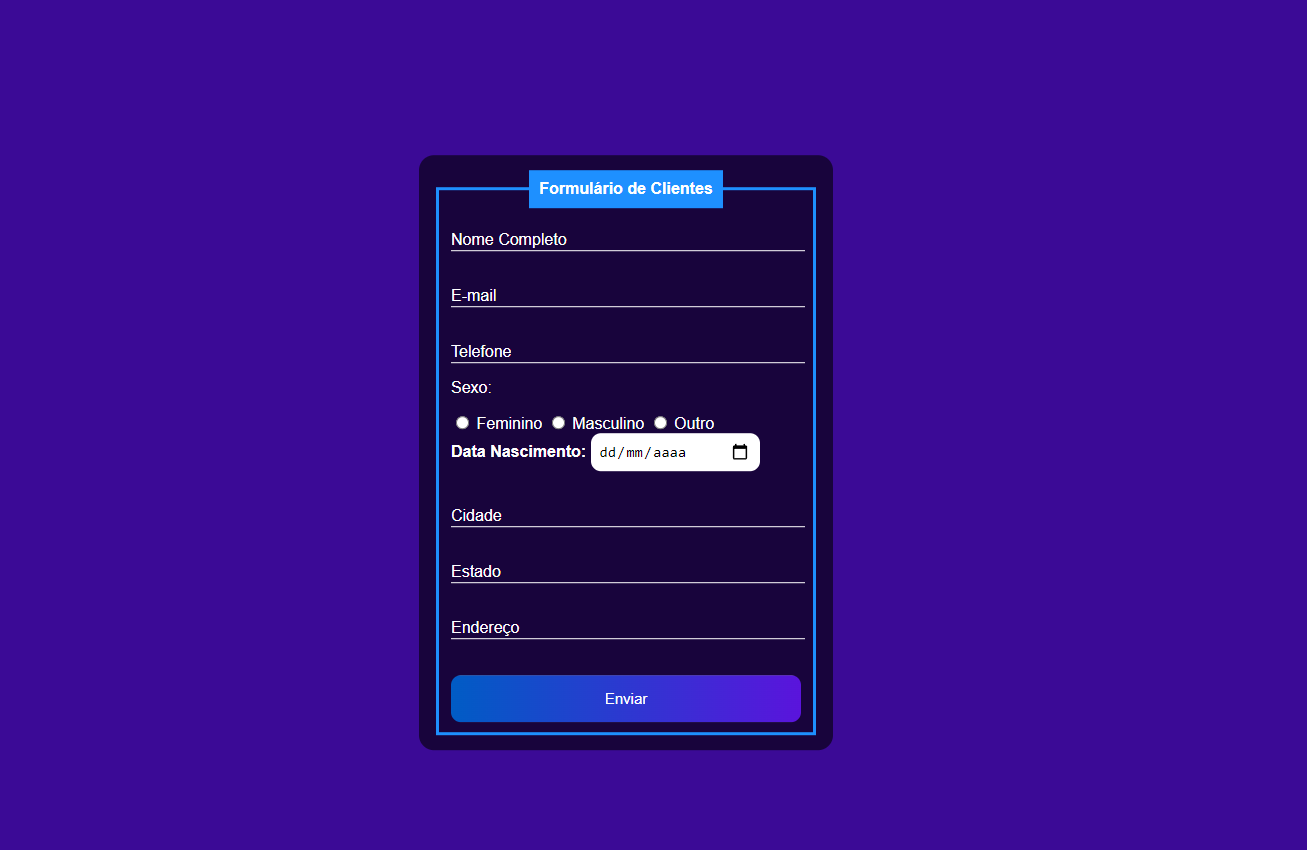 Formulário de Clientes
Nome Completo
E-mail
Telefone
Sexo:
Feminino Masculino Outro
Data Nascimento: dd/mm/aaaa
Cidade
Estado
Endereço
Enviar